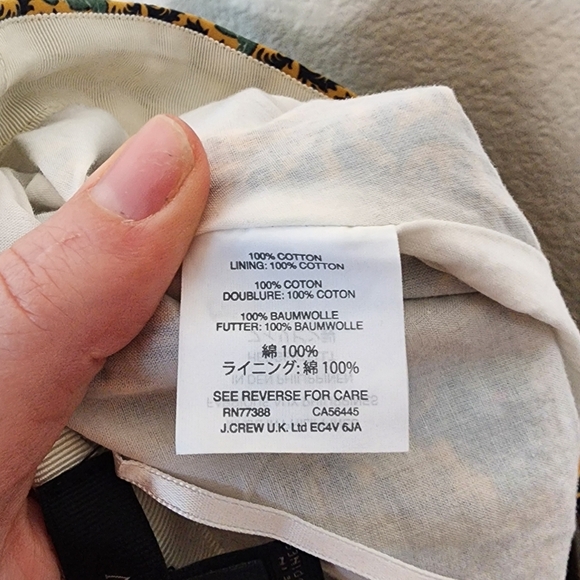 100% COTTON
LINING: 100% COTTON
100% COTON
DOUBLURE: 100% COTON
100% BAUMWOLLE
FUTTER: 100% BAUMWOLLE
綿 100%
ライニング: 綿 100%
SEE REVERSE FOR CARE
RN77388 CA56445
J.CREW U.K. Ltd EC4V 6JA